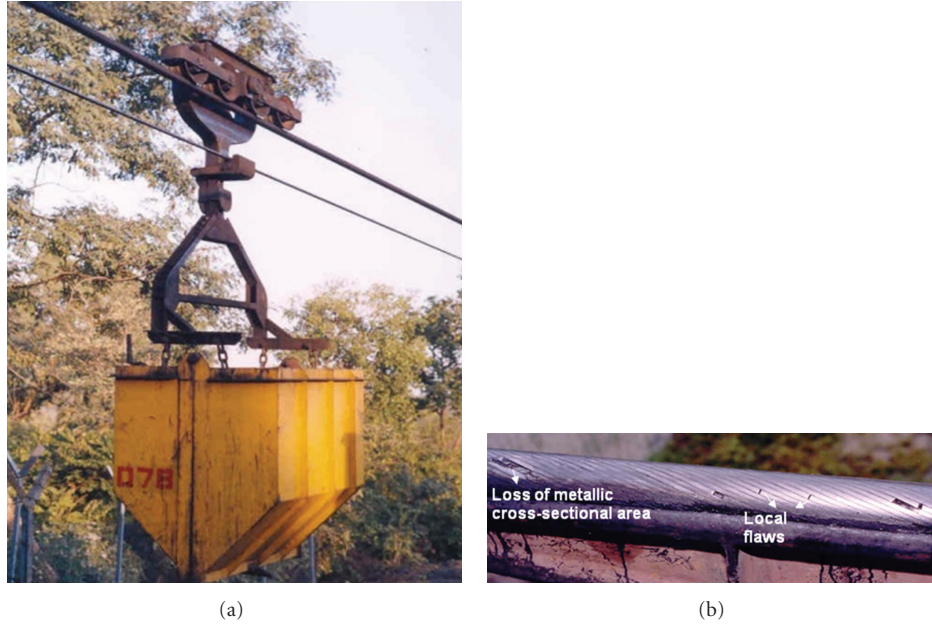 D78
Loss of metallic
cross-sectional area
Local
flaws
(a)
(b)